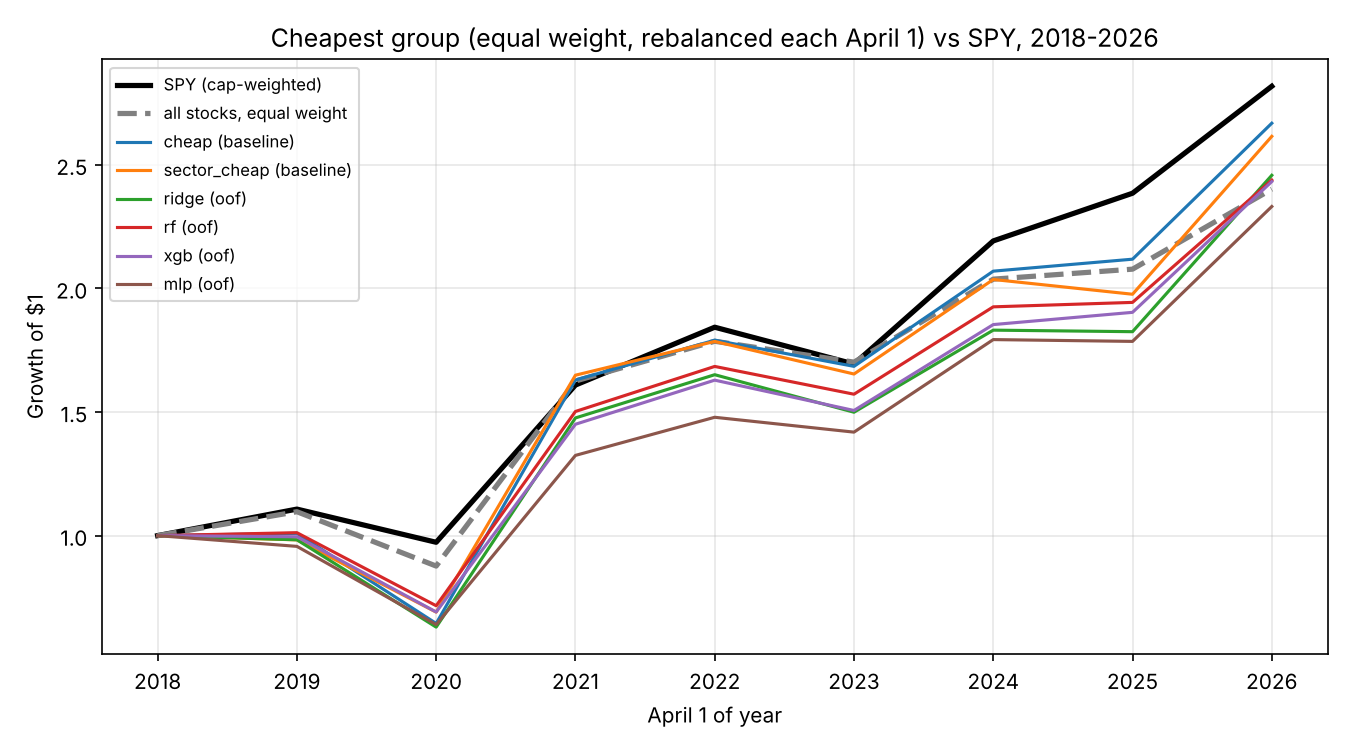 Cheapest group (equal weight, rebalanced each April 1) vs SPY, 2018-2026
SPY (cap-weighted)
all stocks, equal weight
cheap (baseline)
sector_cheap (baseline)
ridge (oof)
rf (oof)
xgb (oof)
mlp (oof)
Growth of $1
2.5
2.0
1.5
1.0
2018 2019 2020 2021 2022 2023 2024 2025 2026
April 1 of year